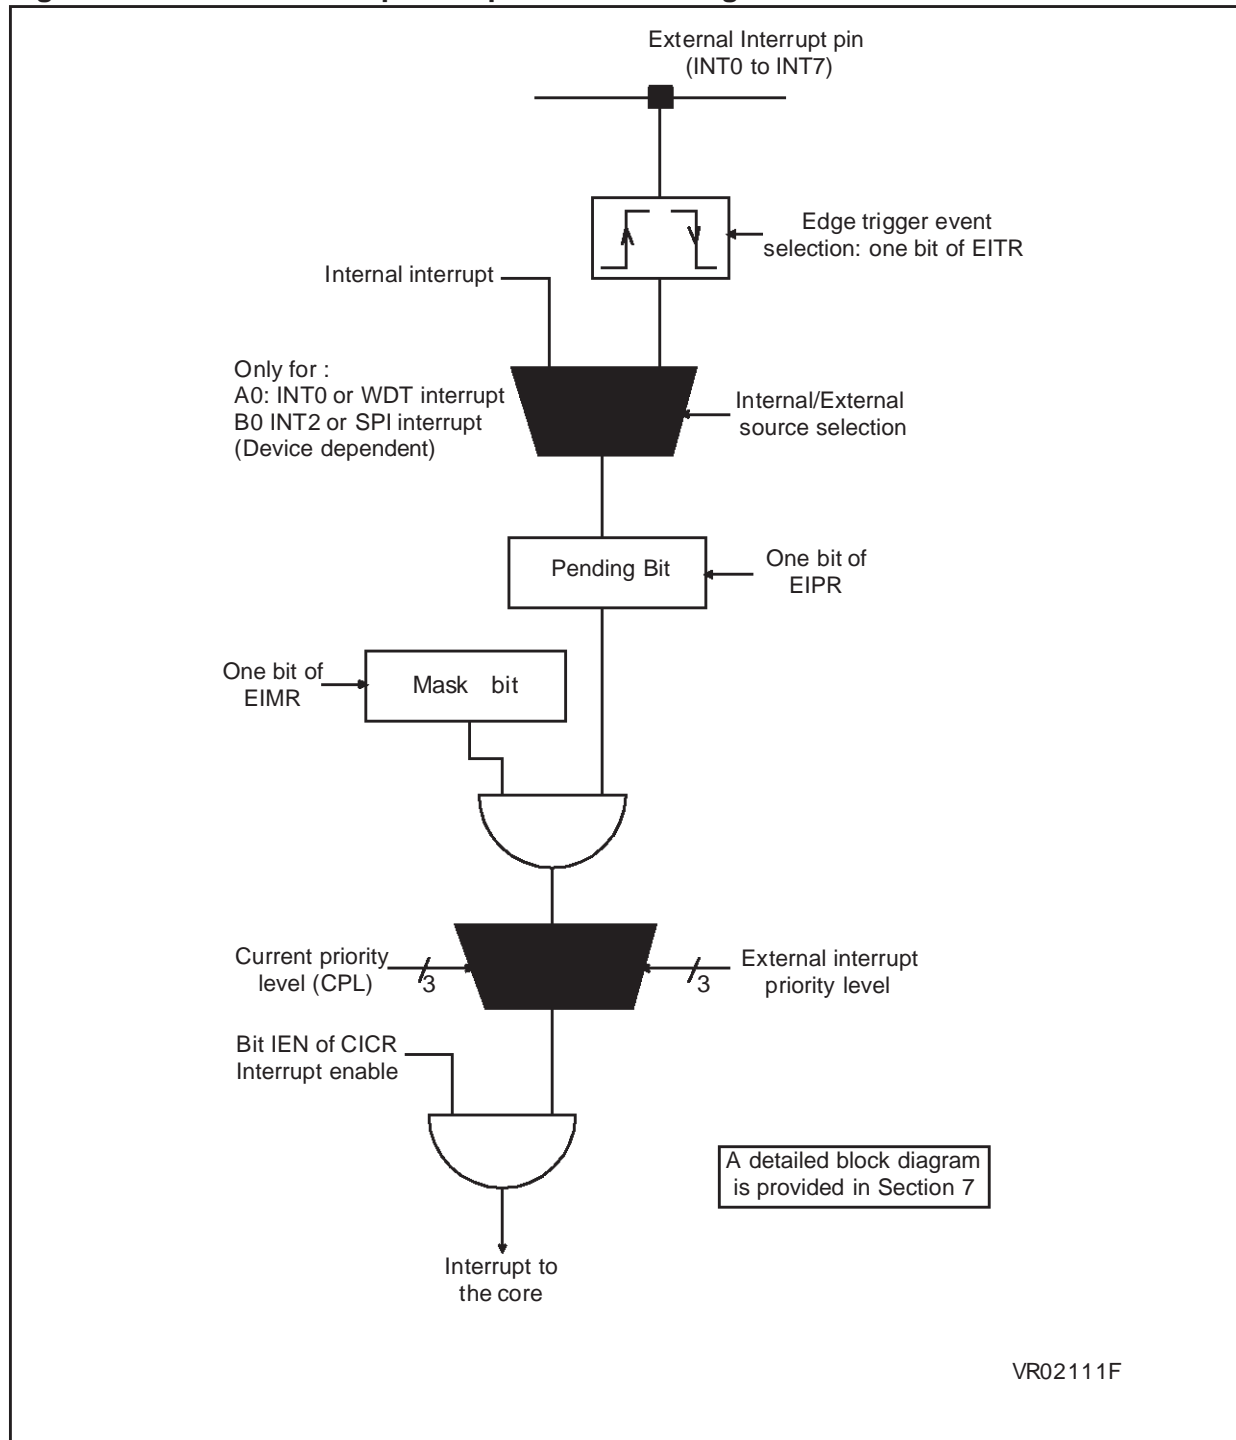 External Interrupt pin
(INT0 to INT7)
Edge trigger event
selection: one bit of EITR
Internal interrupt
Only for :
A0: INT0 or WDT interrupt
B0 INT2 or SPI interrupt
(Device dependent)
Internal/External
source selection
Pending Bit
One bit of
EIPR
One bit of
EIMR
Mask bit
Current priority
level (CPL)
3
3
External interrupt
priority level
Bit IEN of CICR
Interrupt enable
A detailed block diagram
is provided in Section 7
Interrupt to
the core
VR02111F